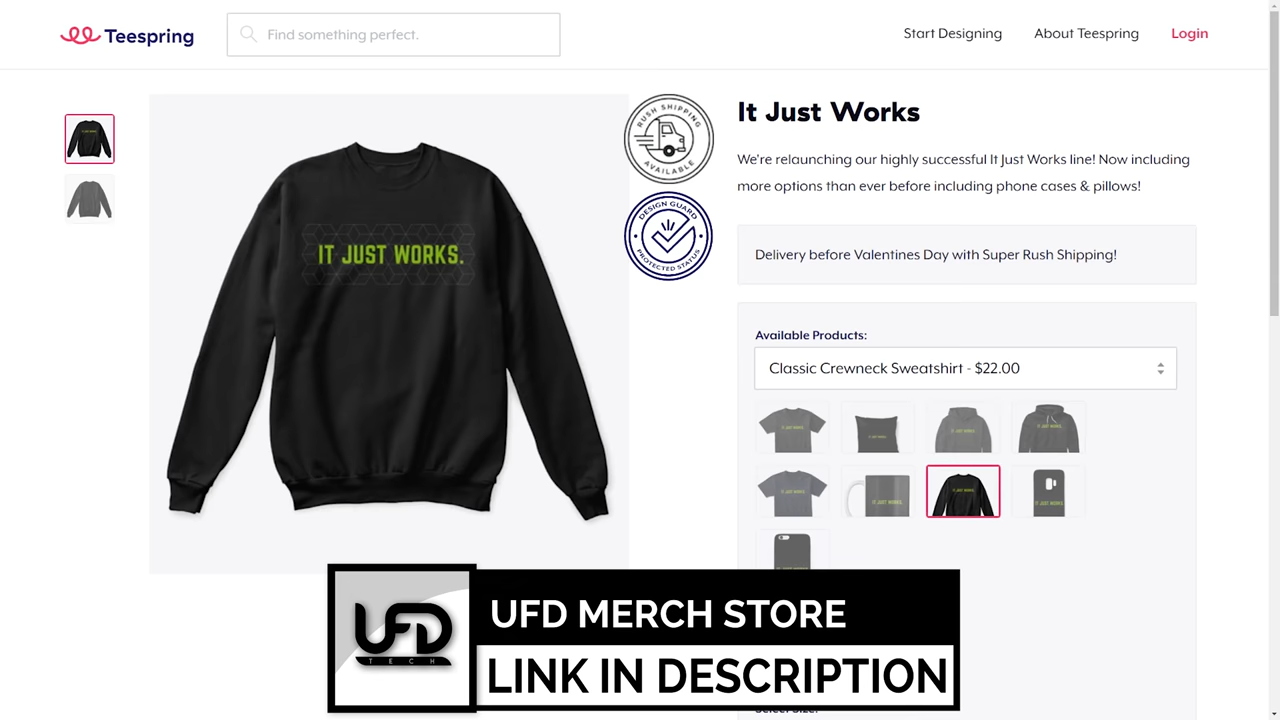 Teespring
Find something perfect.
Start Designing
About Teespring
Login
RUSH SHIPPING
AVAILABLE
DESIGN GUARD
PROTECTED STATUS
IT JUST WORKS.
It Just Works
We're relaunching our highly successful It Just Works line! Now including
more options than ever before including phone cases & pillows!
Delivery before Valentines Day with Super Rush Shipping!
Available Products:
Classic Crewneck Sweatshirt - $22.00
UFD
TECH
UFD MERCH STORE
LINK IN DESCRIPTION